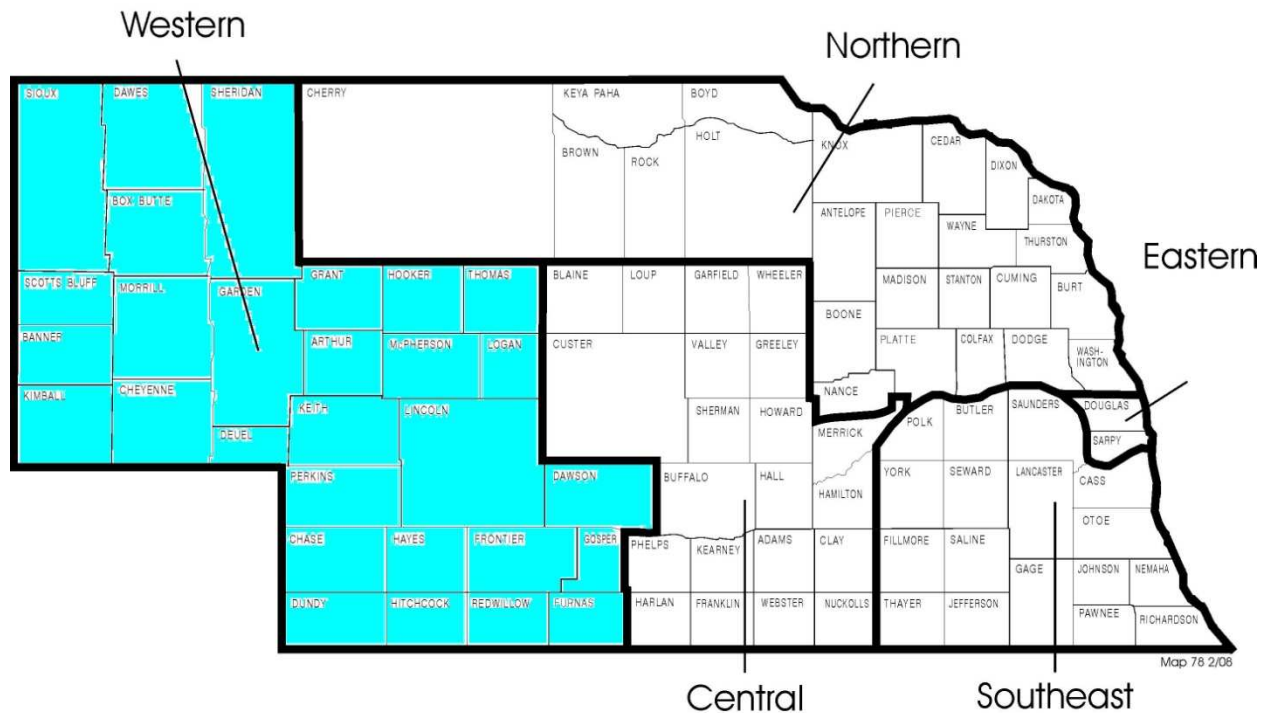 Western
Northern
SIOUX
DAWES
SHERIDAN
CHERRY
KEYA PAHA
BOYD
HOLT
BROWN
ROCK
KNOX
CEDAR
DIXON
DAKOTA
BOX BUTTE
ANTELOPE
PIERCE
WAYNE
THURSTON
Eastern
SCOTTS BLUFF
MORRILL
GARDEN
GRANT
HOOKER
THOMAS
BLAINE
LOUP
GARFIELD
WHEELER
MADISON
STANTON
CUMING
BURT
BANNER
ARTHUR
McPHERSON
LOGAN
CUSTER
VALLEY
GREELEY
BOONE
PLATTE
COLFAX
DODGE
WASH-
INGTON
KIMBALL
CHEYENNE
DEUEL
KEITH
LINCOLN
SHERMAN
HOWARD
NANCE
MERRICK
POLK
BUTLER
SAUNDERS
DOUGLAS
SARPY
PERKINS
DAWSON
BUFFALO
HALL
HAMILTON
YORK
SEWARD
LANCASTER
CASS
OTOE
CHASE
HAYES
FRONTIER
GOSPER
PHELPS
KEARNEY
ADAMS
CLAY
FILLMORE
SALINE
GAGE
JOHNSON
NEMAHA
DUNDY
HITCHCOCK
REDWILLOW
FURNAS
HARLAN
FRANKLIN
WEBSTER
NUCKOLLS
THAYER
JEFFERSON
PAWNEE
RICHARDSON
Map 78 2/08
Central
Southeast